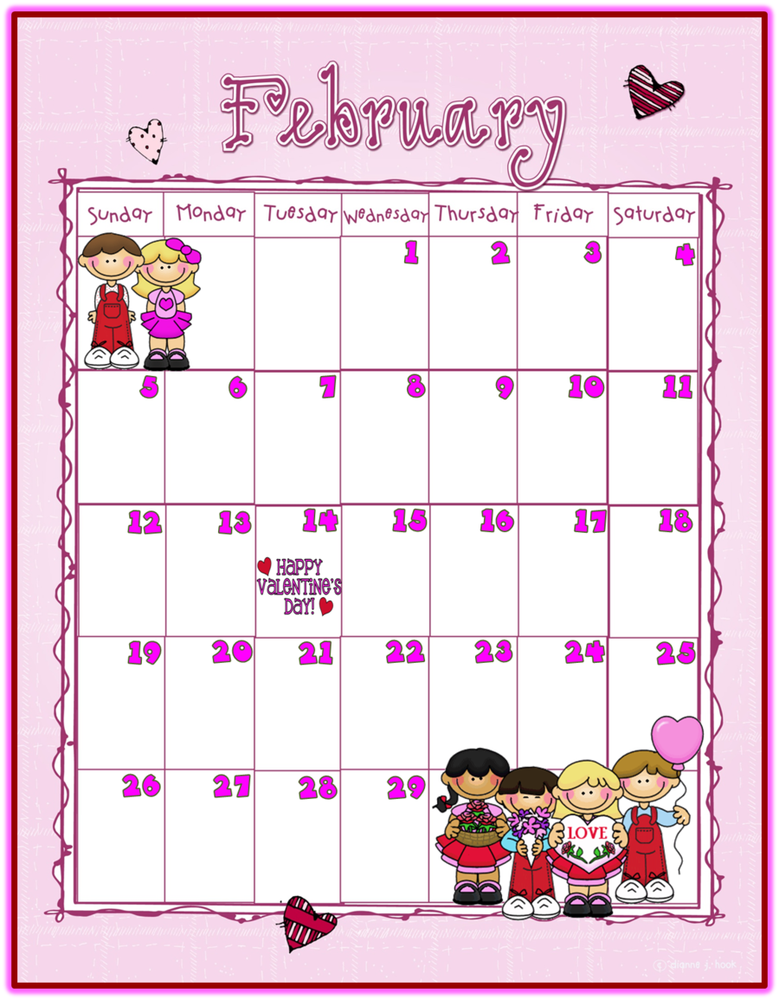 February
Sunday Monday Tuesday Wednesday Thursday Friday Saturday
1 2 3 4
5 6 7 8 9 10 11
12 13 14 15 16 17 18
Happy
Valentine's
Day!
19 20 21 22 23 24 25
26 27 28 29
LOVE
© dianne j. hook